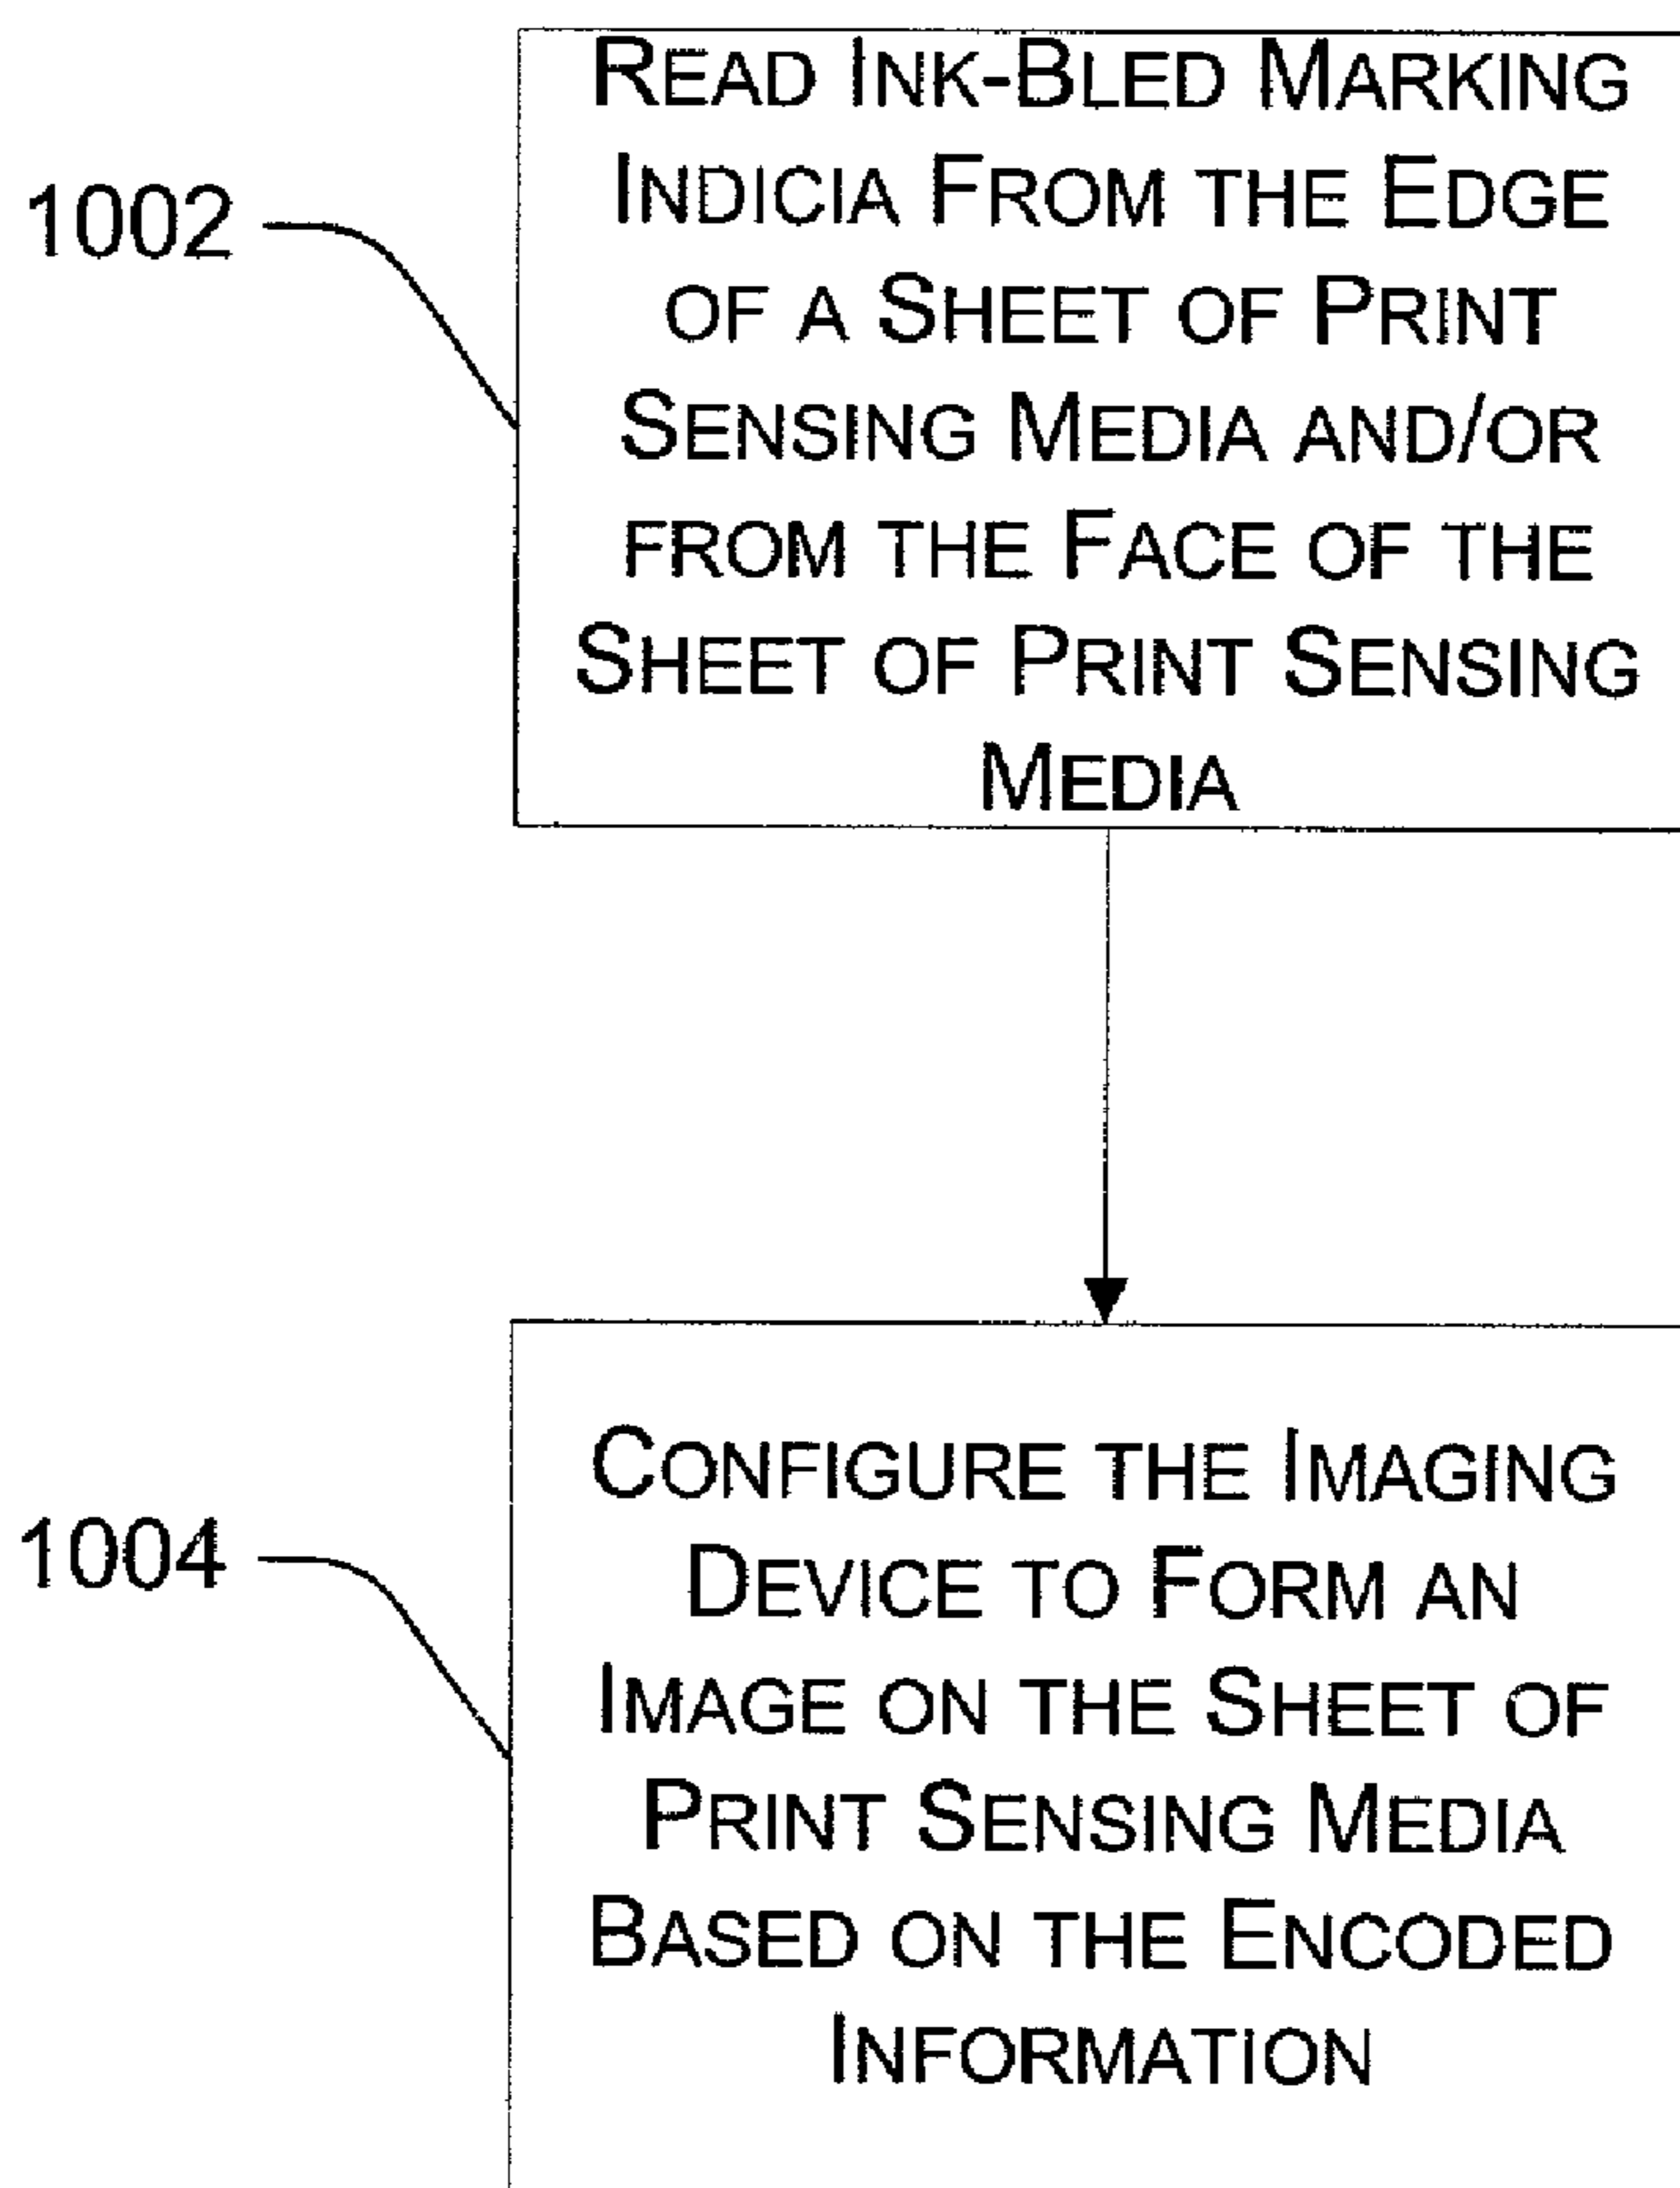 READ INK-BLED MARKING
INDICIA FROM THE EDGE
OF A SHEET OF PRINT
SENSING MEDIA AND/OR
FROM THE FACE OF THE
SHEET OF PRINT SENSING
MEDIA
1002
CONFIGURE THE IMAGING
DEVICE TO FORM AN
IMAGE ON THE SHEET OF
PRINT SENSING MEDIA
BASED ON THE ENCODED
INFORMATION
1004